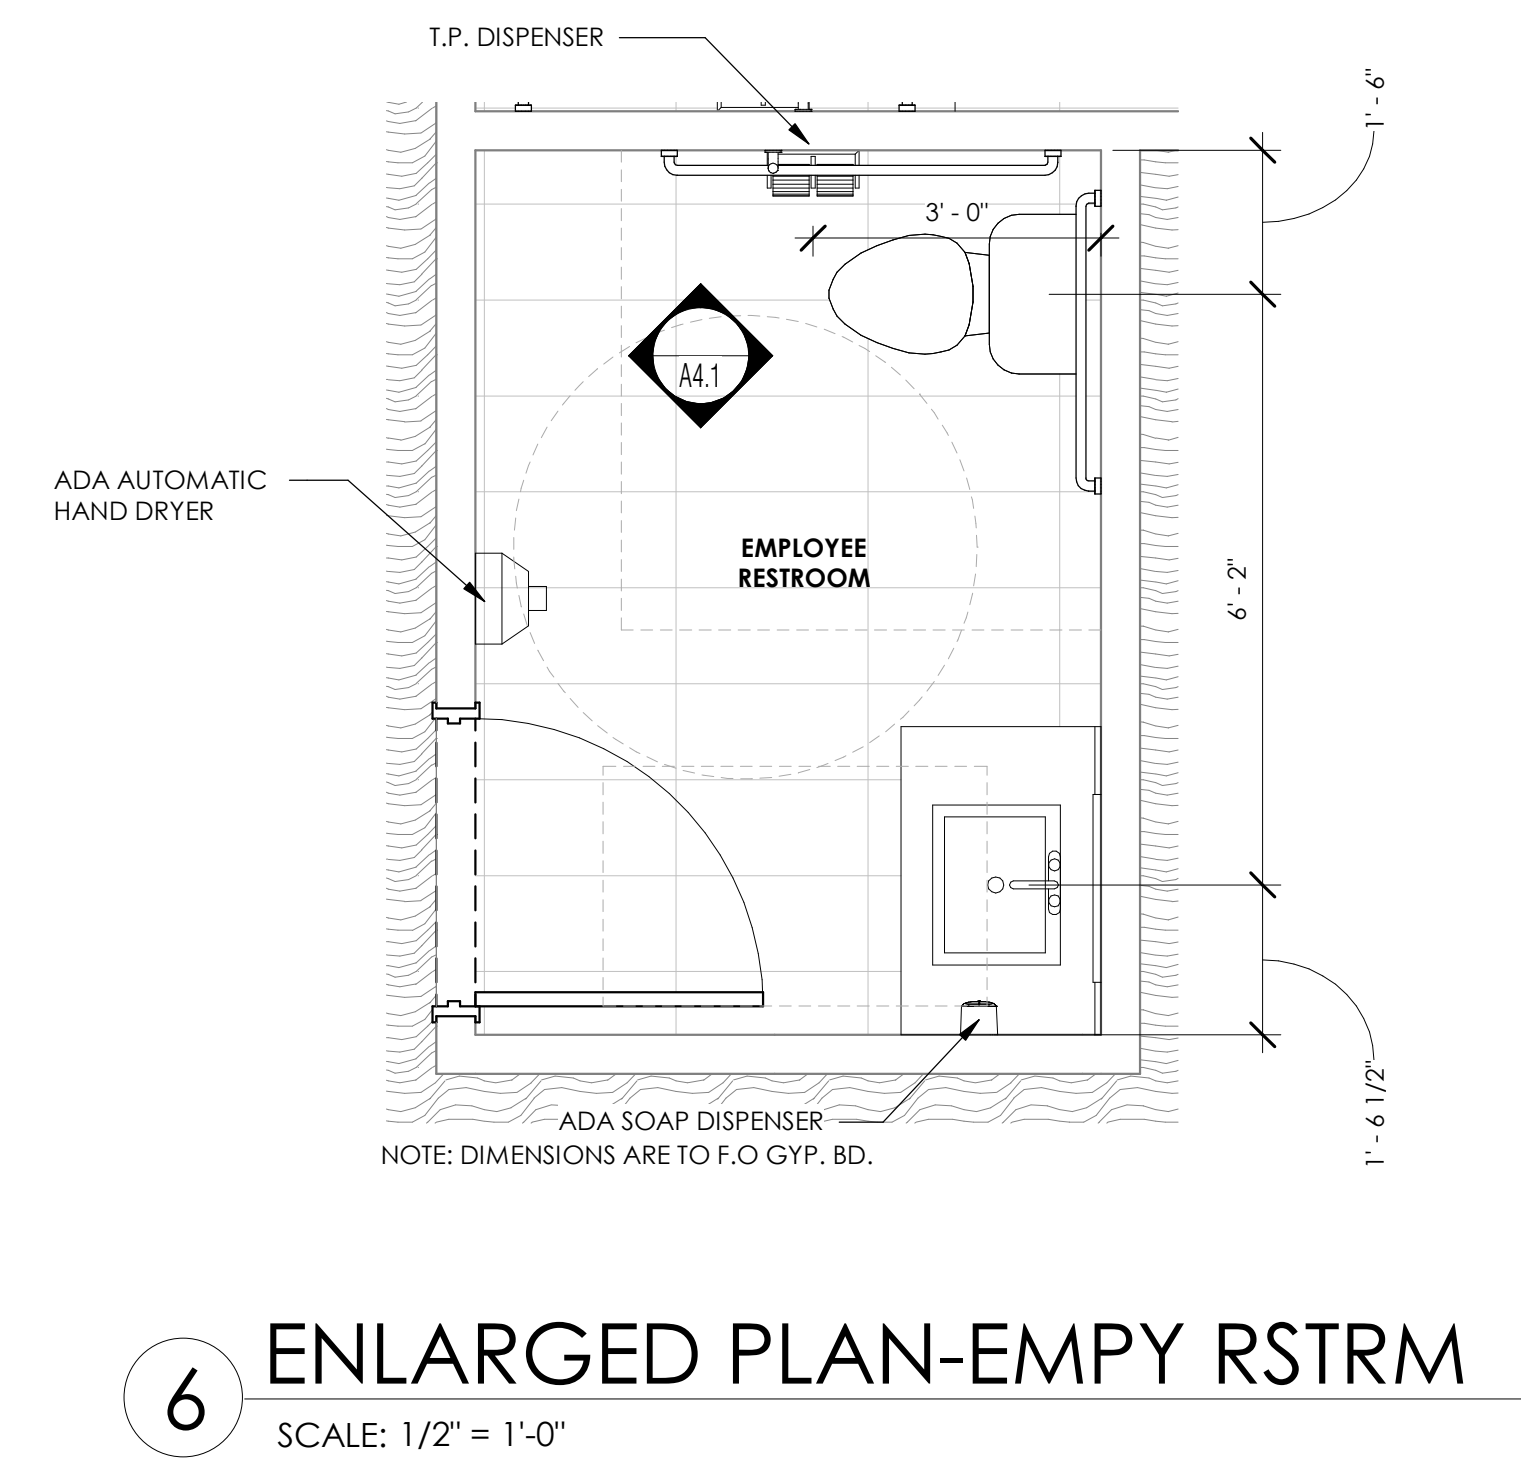 T.P. DISPENSER
1' - 6"
3' - 0"
A4.1
ADA AUTOMATIC
HAND DRYER
EMPLOYEE
RESTROOM
6' - 2"
1' - 6 1/2"
ADA SOAP DISPENSER
NOTE: DIMENSIONS ARE TO F.O GYP. BD.
6
ENLARGED PLAN-EMPY RSTRM
SCALE: 1/2" = 1'-0"